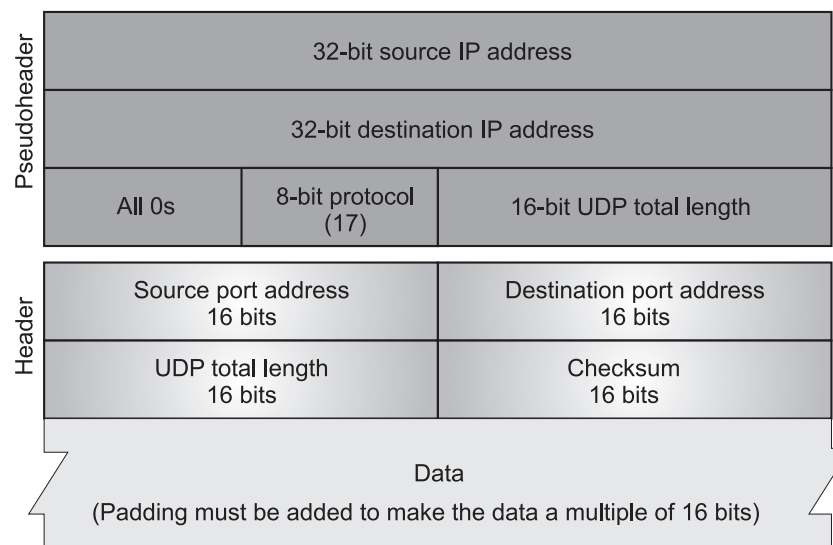 Pseudoheader
32-bit source IP address
32-bit destination IP address
All 0s
8-bit protocol
(17)
16-bit UDP total length
Header
Source port address
16 bits
Destination port address
16 bits
UDP total length
16 bits
Checksum
16 bits
Data
(Padding must be added to make the data a multiple of 16 bits)